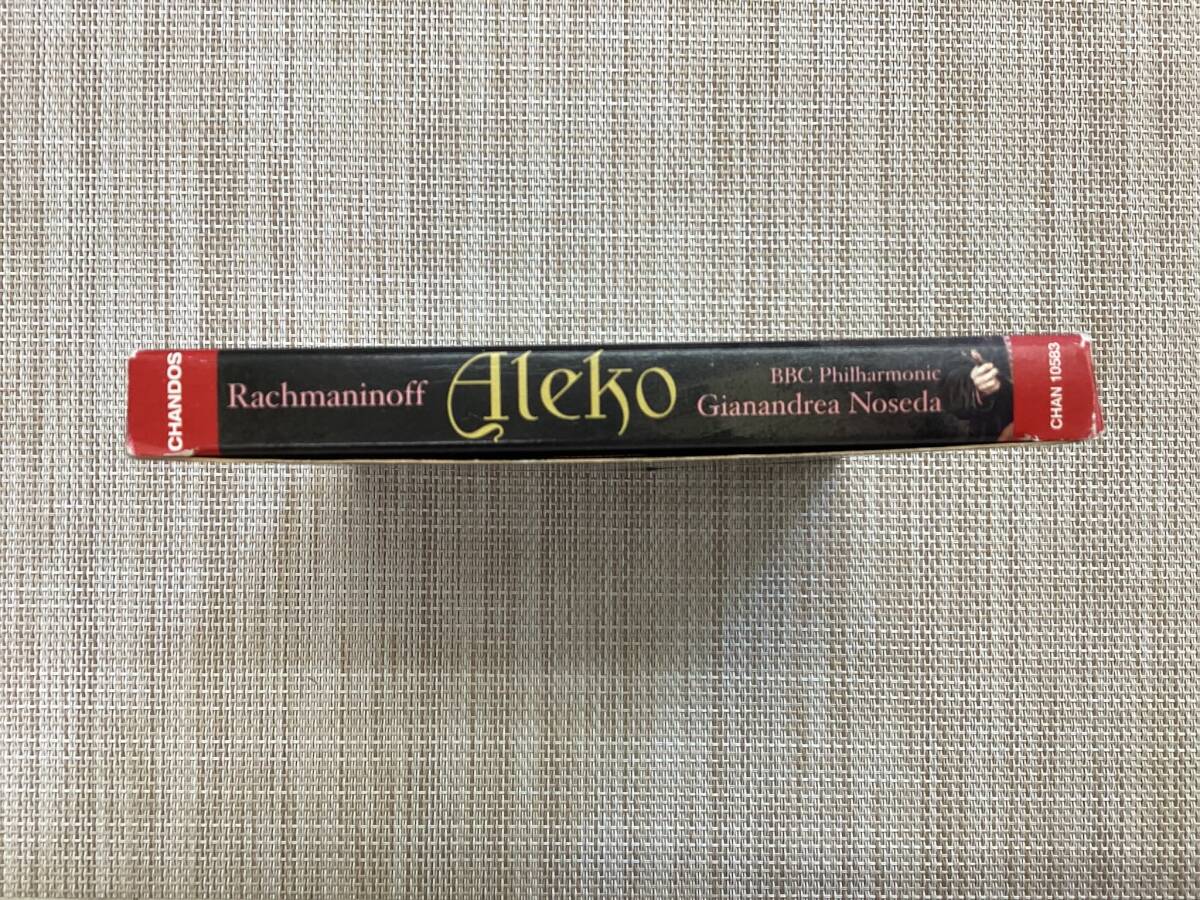 CHANDOS
Rachmaninoff
Aleko
BBC Philharmonic
Gianandrea Noseda
CHAN 10583